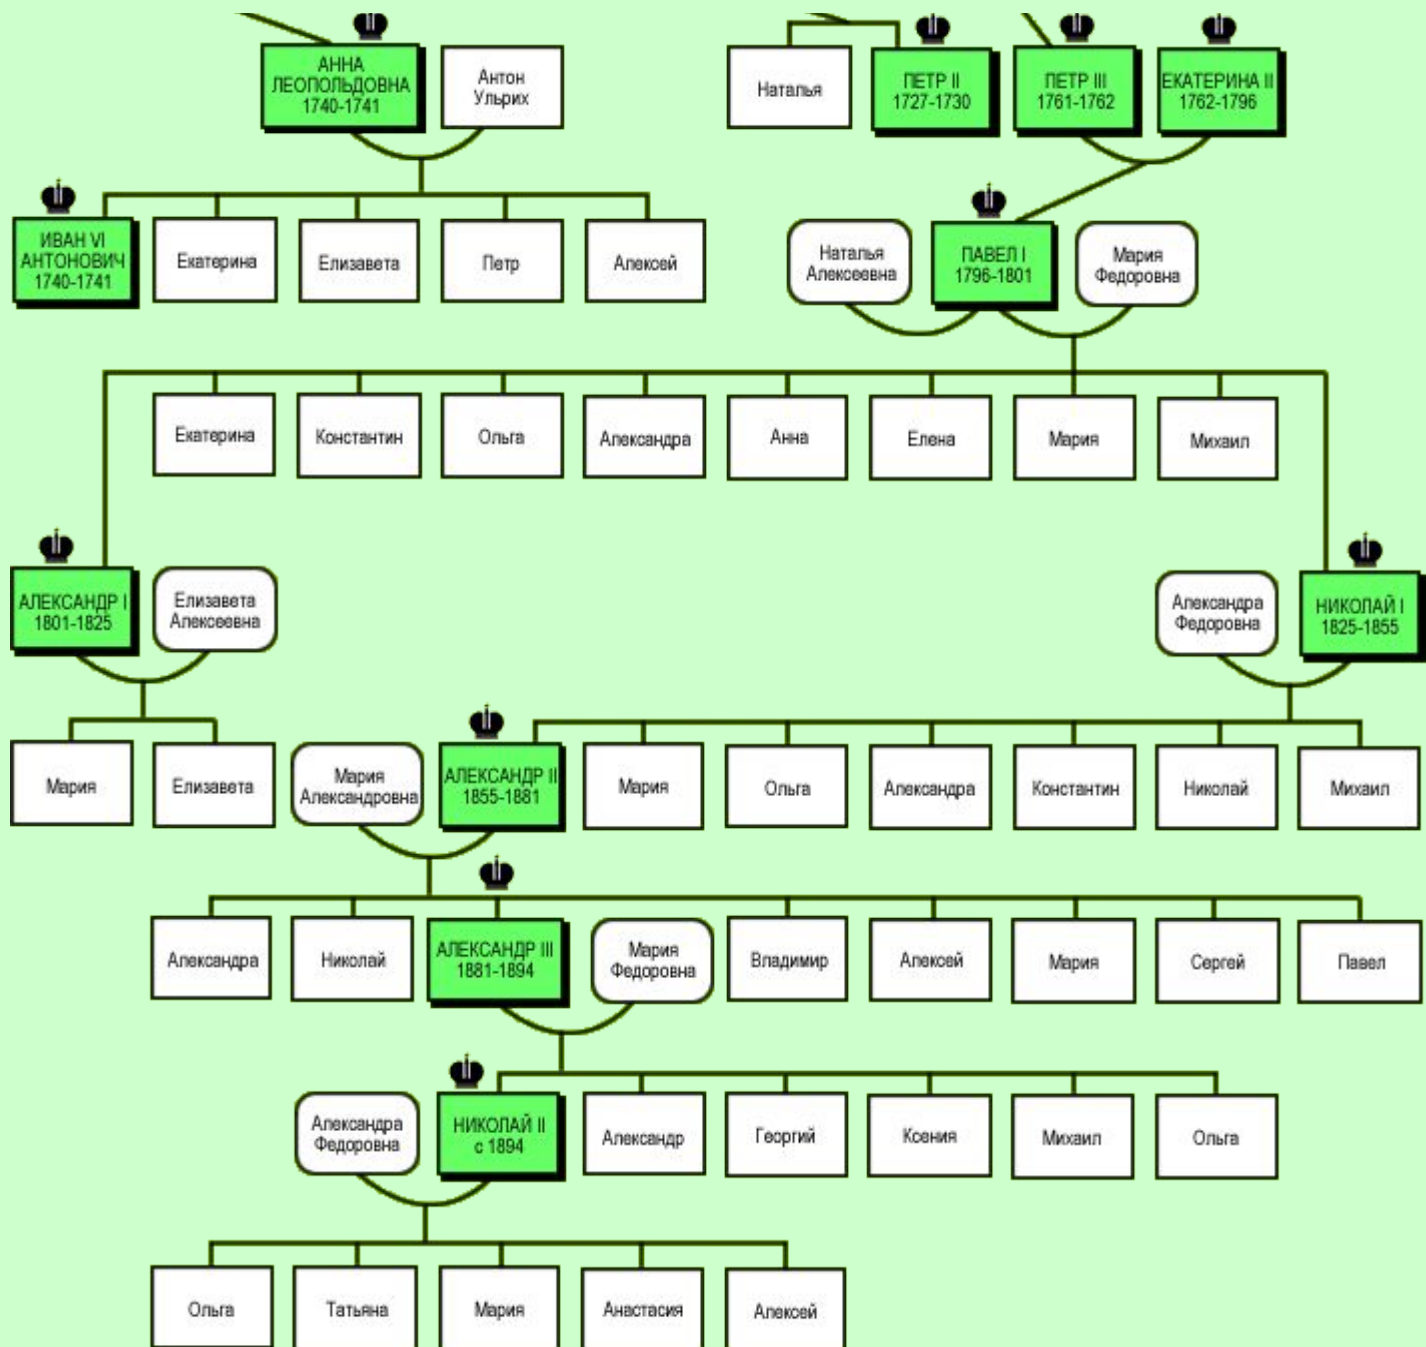 АННА
ЛЕОПОЛЬДОВНА
1740-1741
Антон
Ульрих
Наталья
ПЕТР II
1727-1730
ПЕТР III
1761-1762
ЕКАТЕРИНА II
1762-1796
ИВАН VI
АНТОНОВИЧ
1740-1741
Екатерина
Елизавета
Петр
Алексей
Наталья
Алексеевна
ПАВЕЛ I
1796-1801
Мария
Федоровна
Екатерина
Константин
Ольга
Александра
Анна
Елена
Мария
Михаил
АЛЕКСАНДР I
1801-1825
Елизавета
Алексеевна
Александра
Федоровна
НИКОЛАЙ I
1825-1855
Мария
Елизавета
Мария
Александровна
АЛЕКСАНДР II
1855-1881
Мария
Ольга
Александра
Константин
Николай
Михаил
Александра
Николай
АЛЕКСАНДР III
1881-1894
Мария
Федоровна
Владимир
Алексей
Мария
Сергей
Павел
Александра
Федоровна
НИКОЛАЙ II
с 1894
Александр
Георгий
Ксения
Михаил
Ольга
Ольга
Татьяна
Мария
Анастасия
Алексей